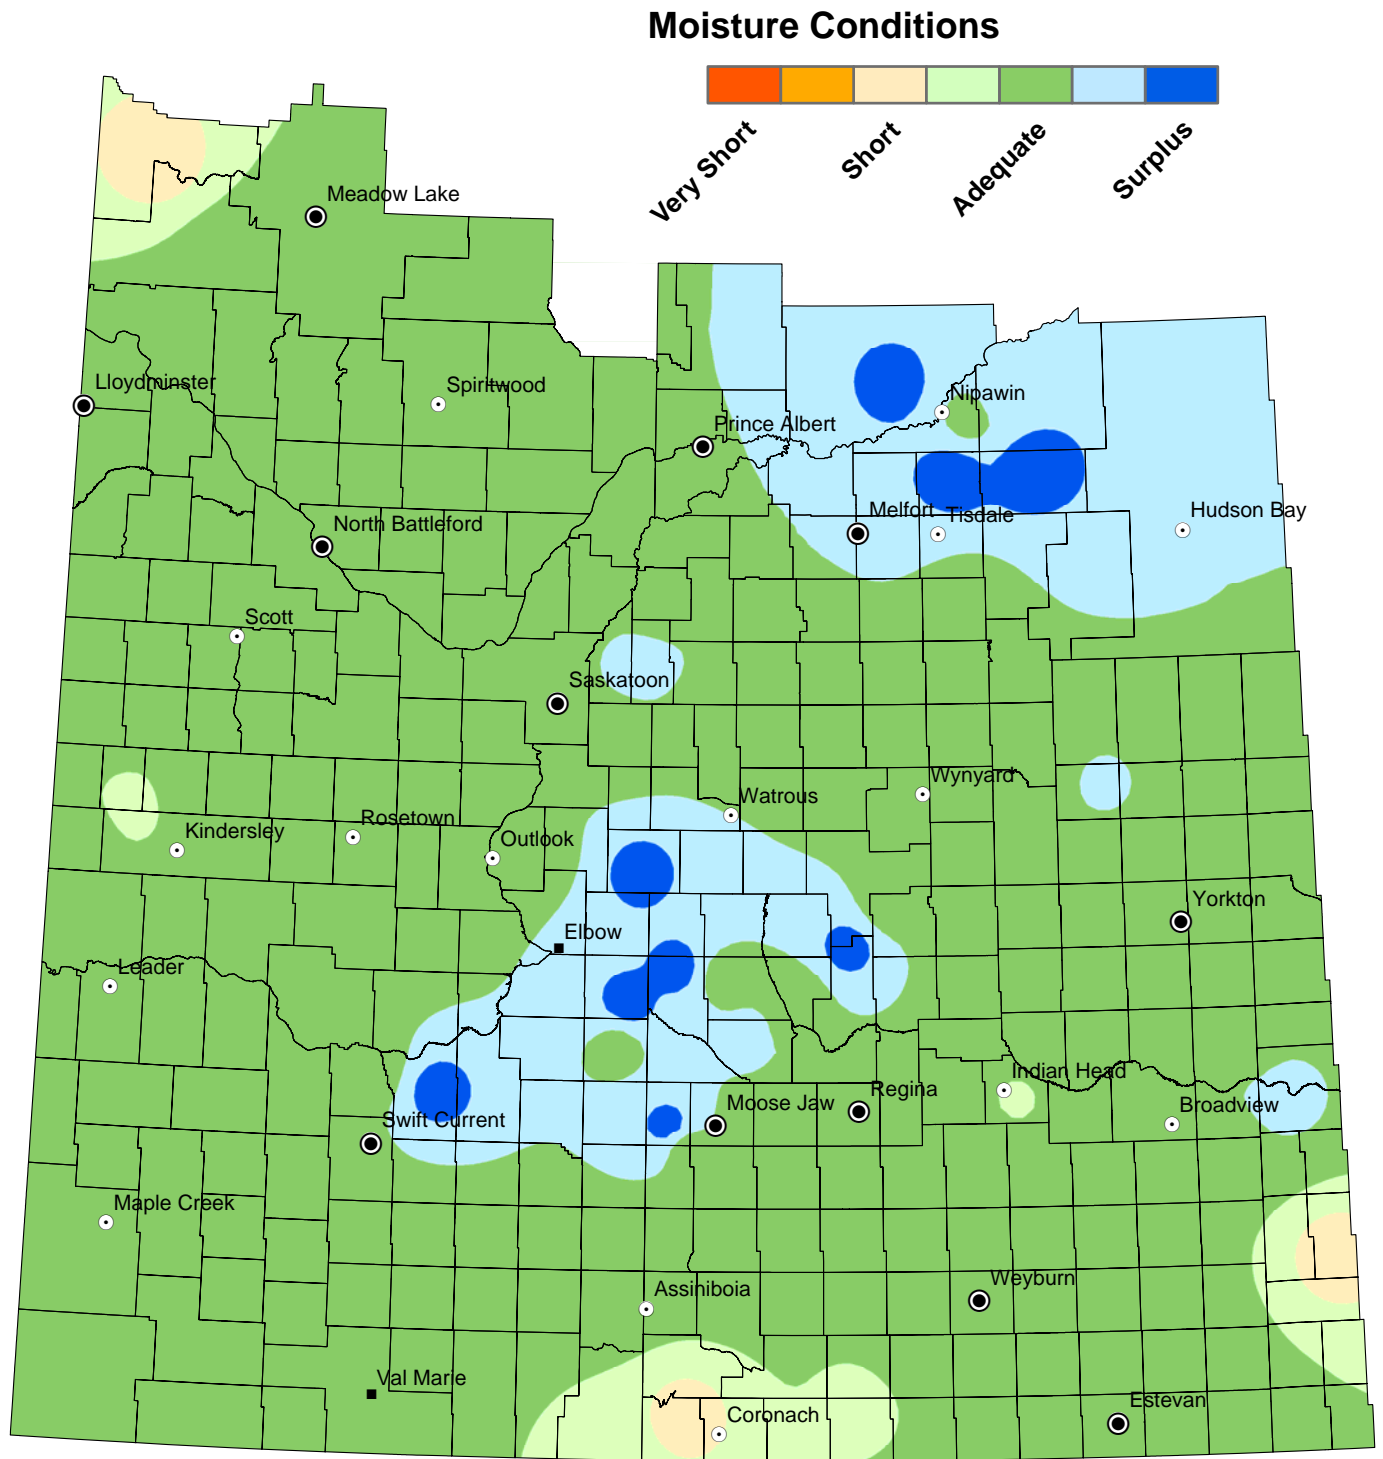 Moisture Conditions
Very Short
Short
Adequate
Surplus
Meadow Lake
Lloydminster
Spiritwood
Nipawin
Prince Albert
Melfort
Tisdale
Hudson Bay
North Battleford
Scott
Saskatoon
Wynyard
Watrous
Rosetown
Kindersley
Outlook
Yorkton
Elbow
Leader
Indian Head
Regina
Moose Jaw
Broadview
Swift Current
Maple Creek
Weyburn
Assiniboia
Val Marie
Estevan
Coronach